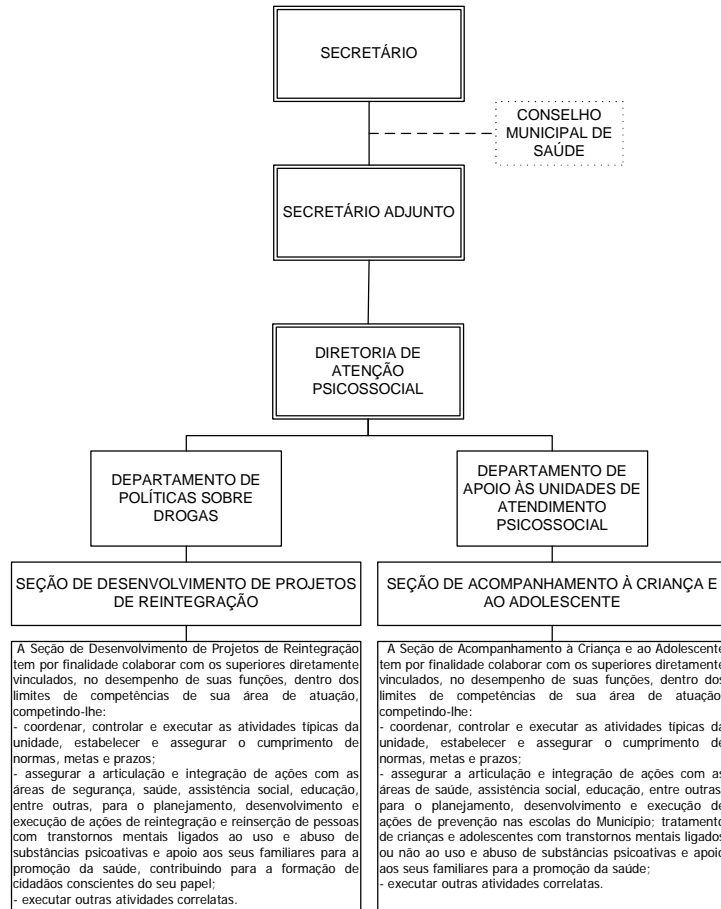 SECRETÁRIO
CONSELHO
MUNICIPAL DE
SAÚDE
SECRETÁRIO ADJUNTO
DIRETORIA DE
ATENÇÃO
PSICOSSOCIAL
DEPARTAMENTO DE
POLÍTICAS SOBRE
DROGAS
DEPARTAMENTO DE
APOIO ÀS UNIDADES DE
ATENDIMENTO
PSICOSSOCIAL
SEÇÃO DE DESENVOLVIMENTO DE PROJETOS
DE REINTEGRAÇÃO
SEÇÃO DE ACOMPANHAMENTO À CRIANÇA E
AO ADOLESCENTE
A Seção de Desenvolvimento de Projetos de Reintegração
tem por finalidade colaborar com os superiores diretamente
vinculados, no desempenho de suas funções, dentro dos
limites de competências de sua área de atuação,
competindo-lhe:
- coordenar, controlar e executar as atividades típicas da
unidade, estabelecer e assegurar o cumprimento de
normas, metas e prazos;
- assegurar a articulação e integração de ações com as
áreas de segurança, saúde, assistência social, educação,
entre outras, para o planejamento, desenvolvimento e
execução de ações de reintegração e reinserção de pessoas
com transtornos mentais ligados ao uso e abuso de
substâncias psicoativas e apoio aos seus familiares para a
promoção da saúde, contribuindo para a formação de
cidadãos conscientes do seu papel;
- executar outras atividades correlatas.
A Seção de Acompanhamento à Criança e ao Adolescente
tem por finalidade colaborar com os superiores diretamente
vinculados, no desempenho de suas funções, dentro dos
limites de competências de sua área de atuação,
competindo-lhe:
- coordenar, controlar e executar as atividades típicas da
unidade, estabelecer e assegurar o cumprimento de
normas, metas e prazos;
- assegurar a articulação e integração de ações com as
áreas de saúde, assistência social, educação, entre outras,
para o planejamento, desenvolvimento e execução de
ações de prevenção nas escolas do Município; tratamento
de crianças e adolescentes com transtornos mentais ligados
ou não ao uso e abuso de substâncias psicoativas e apoio
aos seus familiares para a promoção da saúde;
- executar outras atividades correlatas.